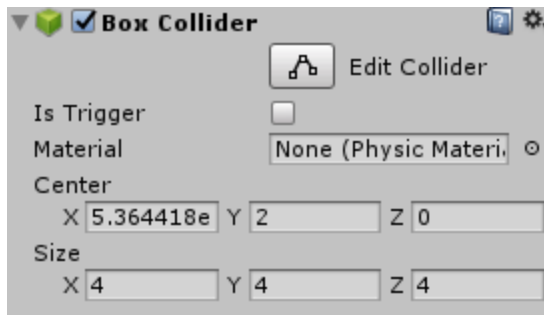 Box Collider
Edit Collider
Is Trigger
Material None (Physic Materi
Center
X 5.364418e Y 2 Z 0
Size
X 4 Y 4 Z 4